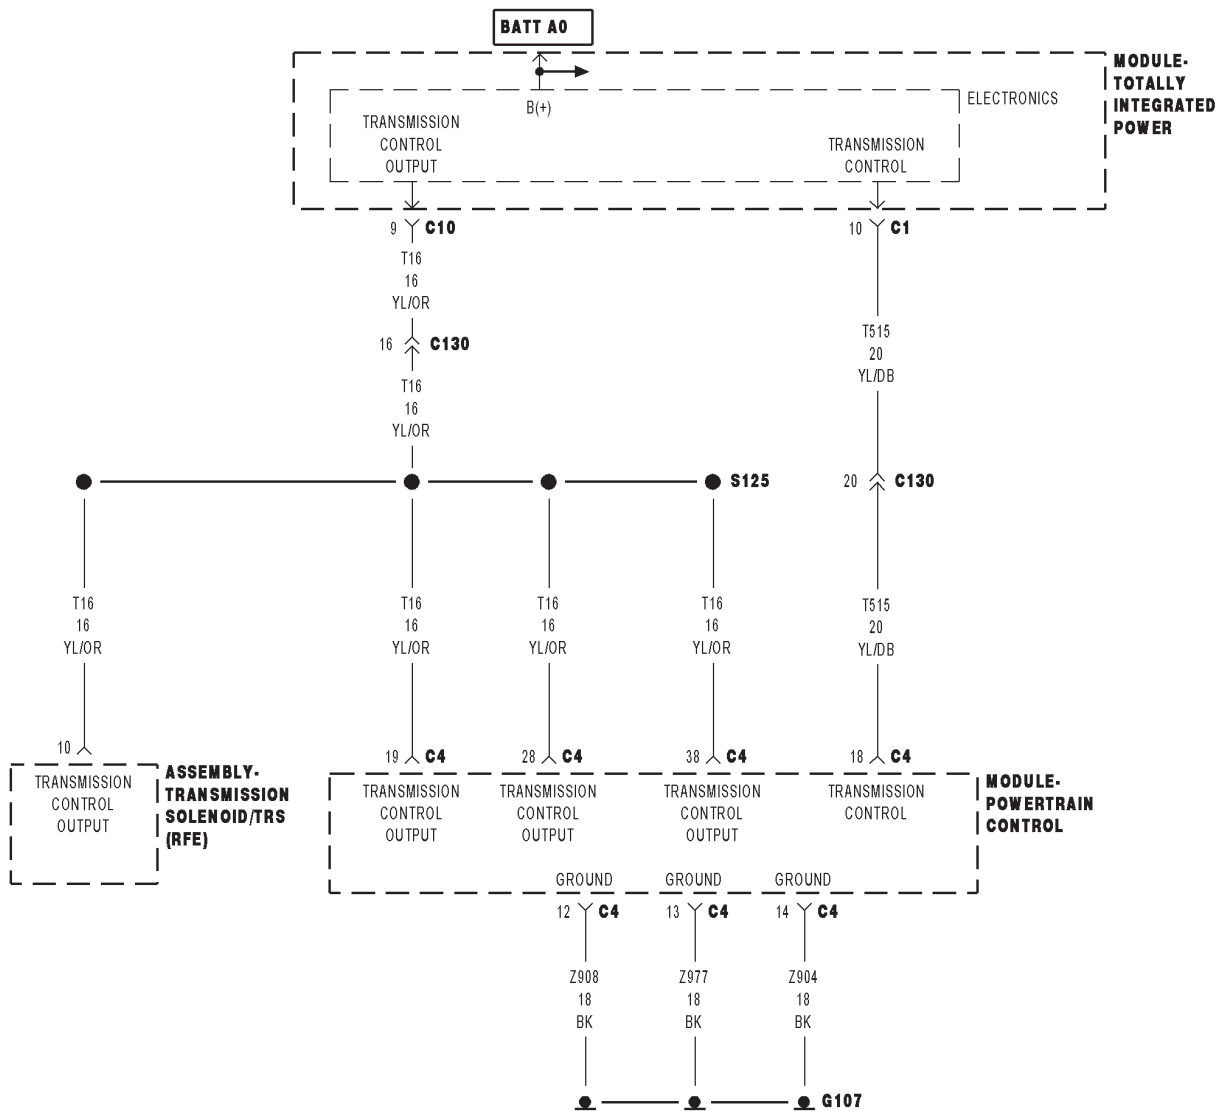 BATT A0
MODULE-
TOTALLY
INTEGRATED
POWER
ELECTRONICS
B(+)
TRANSMISSION
CONTROL
OUTPUT
TRANSMISSION
CONTROL
9 C10
10 C1
T16
16
YL/OR
16 C130
T16
16
YL/OR
T515
20
YL/DB
S125
20 C130
T16
16
YL/OR
T16
16
YL/OR
T16
16
YL/OR
T16
16
YL/OR
T515
20
YL/DB
10
19 C4
28 C4
38 C4
18 C4
TRANSMISSION
CONTROL
OUTPUT
ASSEMBLY-
TRANSMISSION
SOLENOID/TRS
(RFE)
TRANSMISSION
CONTROL
OUTPUT
TRANSMISSION
CONTROL
OUTPUT
TRANSMISSION
CONTROL
OUTPUT
TRANSMISSION
CONTROL
MODULE-
POWERTRAIN
CONTROL
GROUND
GROUND
GROUND
12 C4
13 C4
14 C4
Z908
18
BK
Z977
18
BK
Z904
18
BK
G107